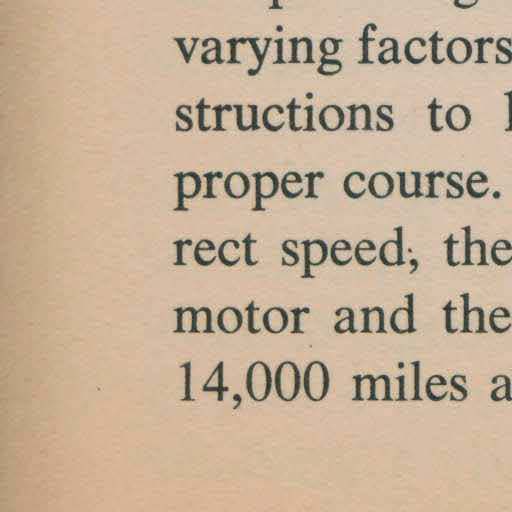 varying factors
structions to
proper course.
rect speed, the
motor and the
14,000 miles a